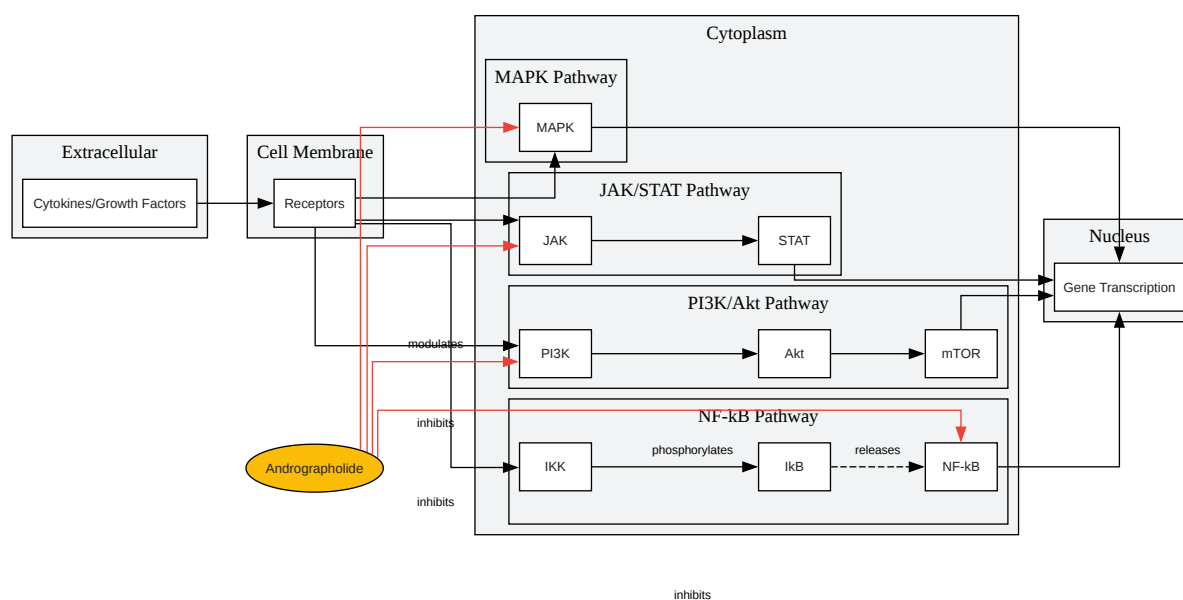 Cytoplasm
MAPK Pathway
MAPK
Extracellular
Cytokines/Growth Factors
Cell Membrane
Receptors
JAK/STAT Pathway
JAK
STAT
Nucleus
Gene Transcription
PI3K/Akt Pathway
modulates
PI3K
Akt
mTOR
NF-kB Pathway
inhibits
Andrographolide
IKK
phosphorylates
IkB
releases
NF-kB
inhibits
inhibits